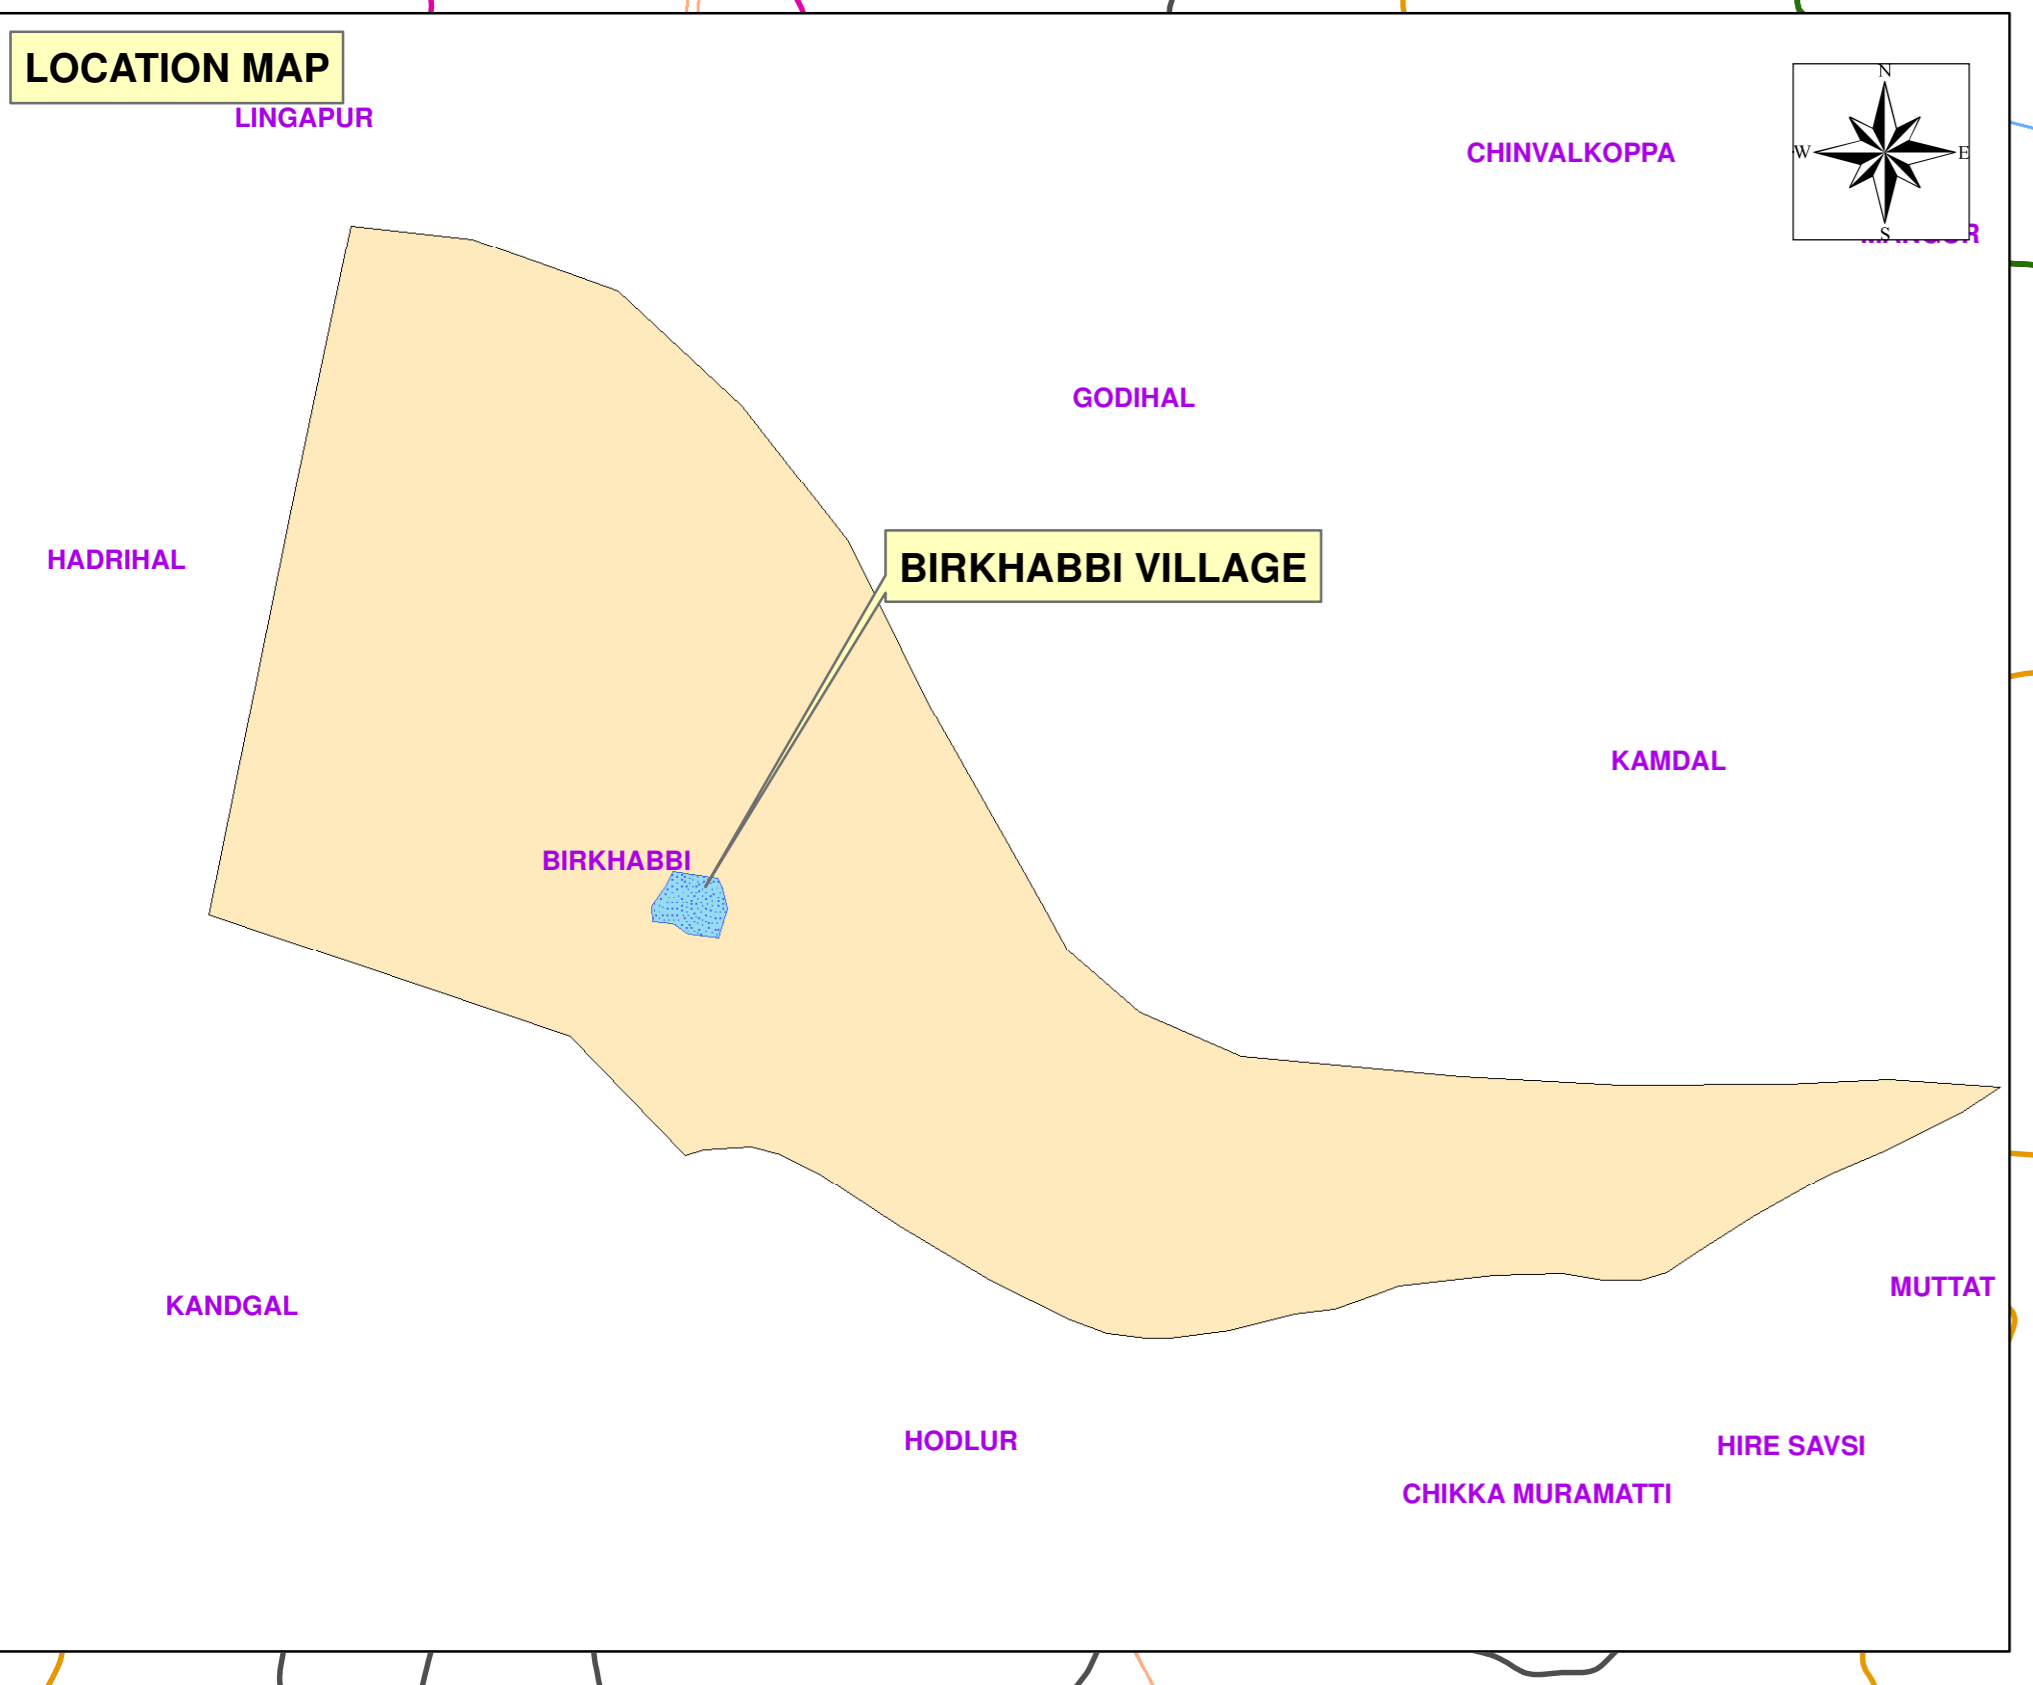 LOCATION MAP
LINGAPUR
CHINVALKOPPA
N
W
E
S
GODIHAL
HADRIHAL
BIRKHABBI VILLAGE
KAMDAL
BIRKHABBI
MUTTAT
KANDGAL
HODLUR
HIRE SAVSI
CHIKKA MURAMATTI